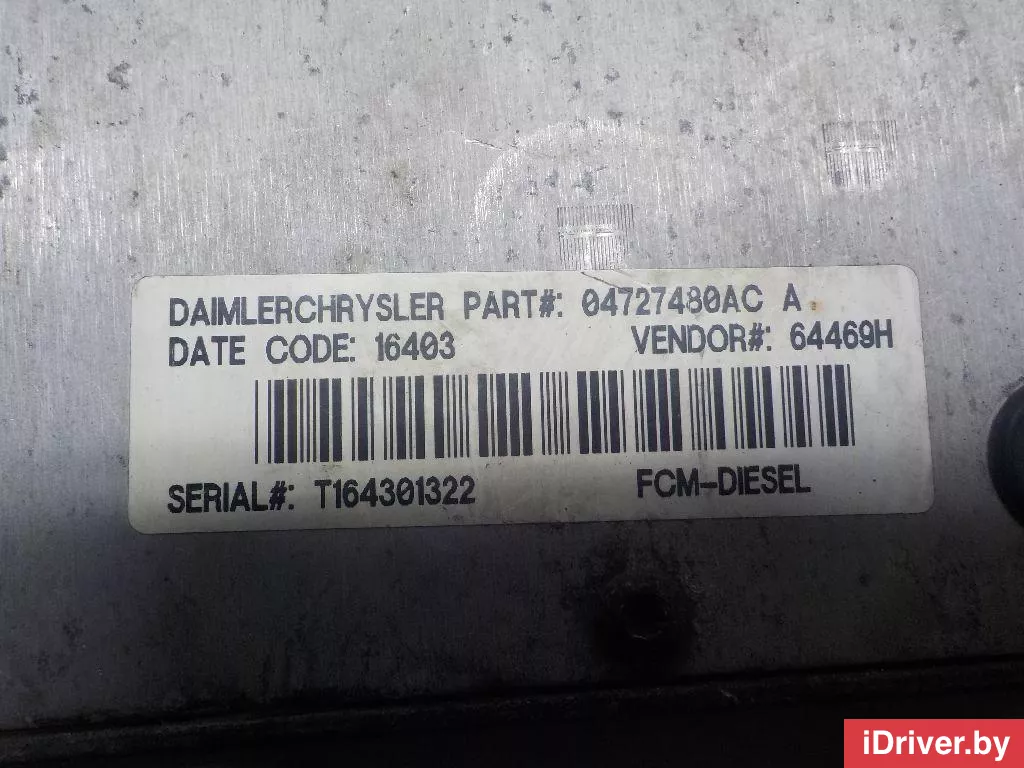 DAIMLERCHRYSLER PART#: 04727480AC A
DATE CODE: 16403 VENDOR#: 64469H
SERIAL#: T164301322 FCM-DIESEL
iDriver.by